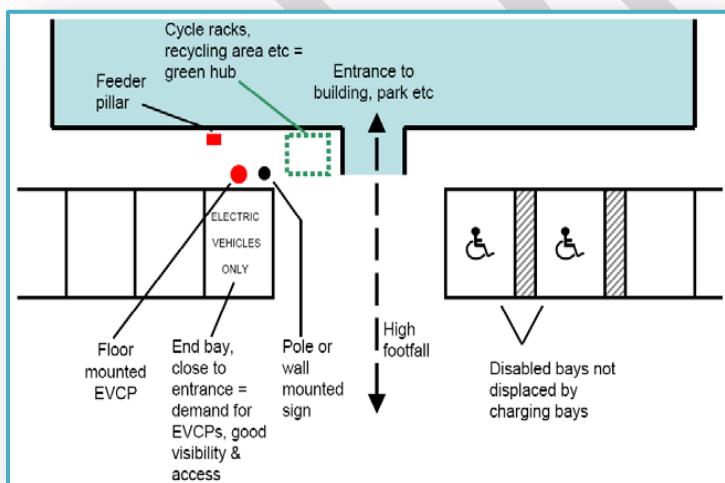 Cycle racks,
recycling area etc =
green hub
Entrance to
building, park etc
Feeder
pillar
ELECTRIC
VEHICLES
ONLY
High
footfall
Floor
mounted
EVCP
End bay,
close to
entrance =
demand for
EVCPs, good
visibility &
access
Pole or
wall
mounted
sign
Disabled bays not
displaced by
charging bays